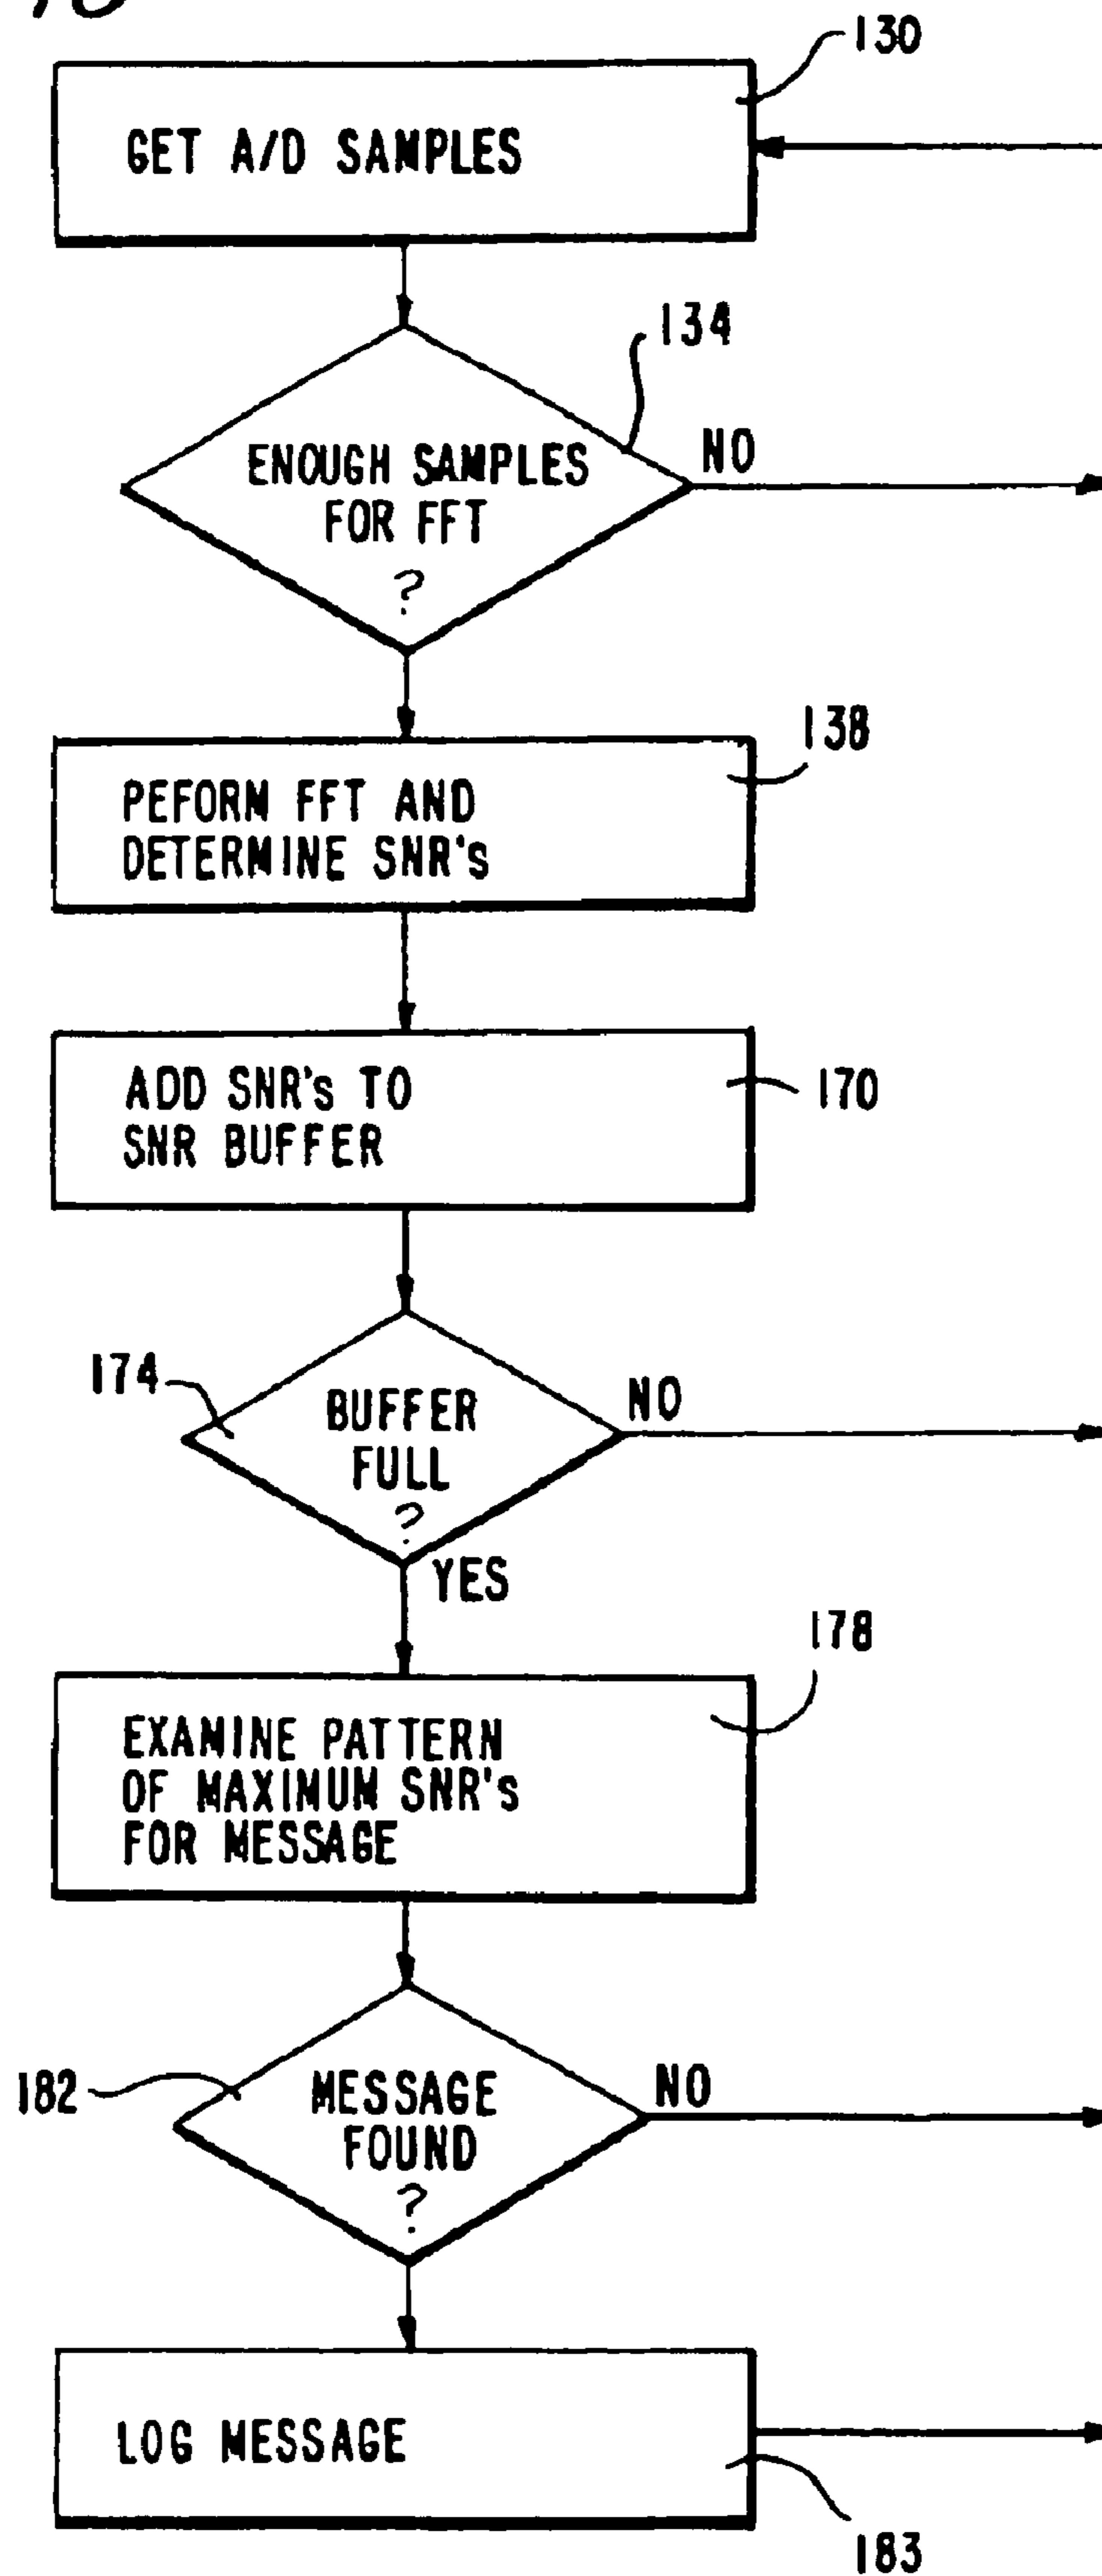 130
GET A/D SAMPLES
134
NO
ENOUGH SAMPLES
FOR FFT
?
138
PEFORM FFT AND
DETERMINE SNR's
ADD SNR's TO
SNR BUFFER
170
174
NO
BUFFER
FULL
?
YES
178
EXAMINE PATTERN
OF MAXIMUM SNR's
FOR MESSAGE
182
NO
MESSAGE
FOUND
?
LOG MESSAGE
183